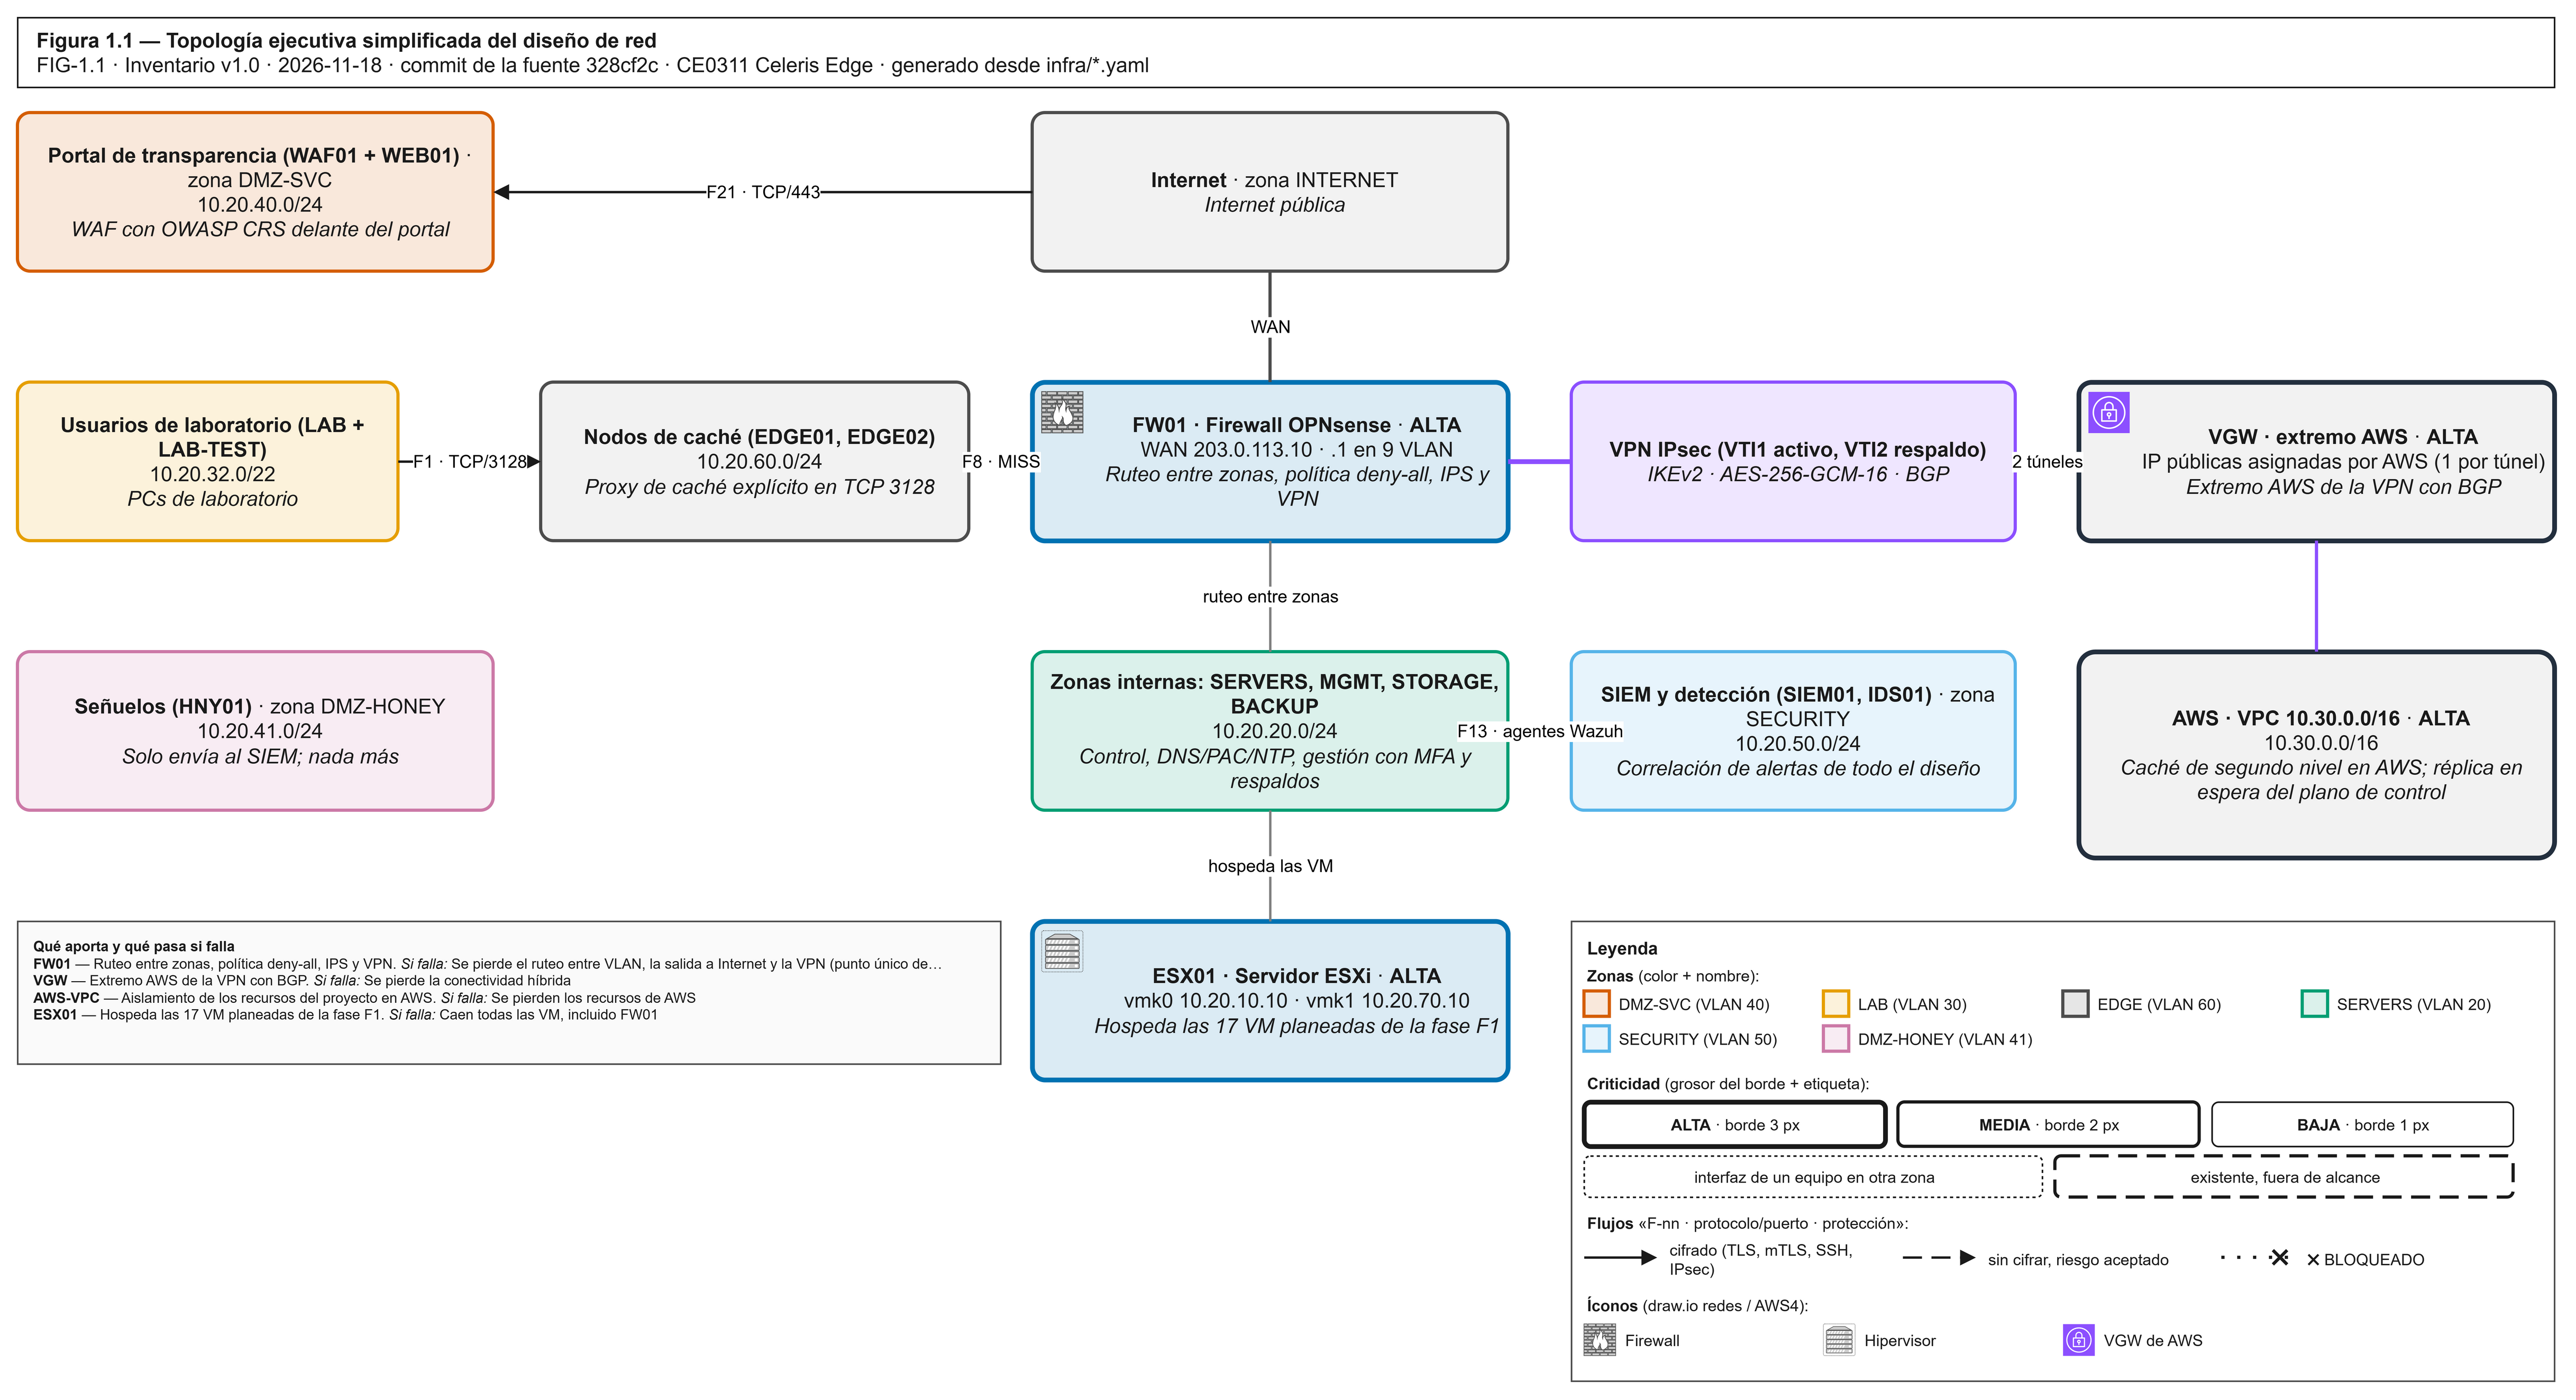 Figura 1.1 — Topología ejecutiva simplificada del diseño de red
FIG-1.1 · Inventario v1.0 · 2026-11-18 · commit de la fuente 328cf2c · CE0311 Celeris Edge · generado desde infra/*.yaml
Portal de transparencia (WAF01 + WEB01) ·
zona DMZ-SVC
10.20.40.0/24
WAF con OWASP CRS delante del portal
F21 · TCP/443
Internet · zona INTERNET
Internet pública
WAN
Usuarios de laboratorio (LAB +
LAB-TEST)
10.20.32.0/22
PCs de laboratorio
F1 · TCP/3128
Nodos de caché (EDGE01, EDGE02)
10.20.60.0/24
Proxy de caché explícito en TCP 3128
F8 · MISS
FW01 · Firewall OPNsense · ALTA
WAN 203.0.113.10 · .1 en 9 VLAN
Ruteo entre zonas, política deny-all, IPS y
VPN
VPN IPsec (VTI1 activo, VTI2 respaldo)
IKEv2 · AES-256-GCM-16 · BGP
2 túneles
VGW · extremo AWS · ALTA
IP públicas asignadas por AWS (1 por túnel)
Extremo AWS de la VPN con BGP
ruteo entre zonas
Señuelos (HNY01) · zona DMZ-HONEY
10.20.41.0/24
Solo envía al SIEM; nada más
Zonas internas: SERVERS, MGMT, STORAGE,
BACKUP
10.20.20.0/24
Control, DNS/PAC/NTP, gestión con MFA y
respaldos
F13 · agentes Wazuh
SIEM y detección (SIEM01, IDS01) · zona
SECURITY
10.20.50.0/24
Correlación de alertas de todo el diseño
AWS · VPC 10.30.0.0/16 · ALTA
10.30.0.0/16
Caché de segundo nivel en AWS; réplica en
espera del plano de control
hospeda las VM
Qué aporta y qué pasa si falla
FW01 — Ruteo entre zonas, política deny-all, IPS y VPN. Si falla: Se pierde el ruteo entre VLAN, la salida a Internet y la VPN (punto único de…
VGW — Extremo AWS de la VPN con BGP. Si falla: Se pierde la conectividad híbrida
AWS-VPC — Aislamiento de los recursos del proyecto en AWS. Si falla: Se pierden los recursos de AWS
ESX01 — Hospeda las 17 VM planeadas de la fase F1. Si falla: Caen todas las VM, incluido FW01
ESX01 · Servidor ESXi · ALTA
vmk0 10.20.10.10 · vmk1 10.20.70.10
Hospeda las 17 VM planeadas de la fase F1
Leyenda
Zonas (color + nombre):
DMZ-SVC (VLAN 40)
LAB (VLAN 30)
EDGE (VLAN 60)
SERVERS (VLAN 20)
SECURITY (VLAN 50)
DMZ-HONEY (VLAN 41)
Criticidad (grosor del borde + etiqueta):
ALTA · borde 3 px
MEDIA · borde 2 px
BAJA · borde 1 px
interfaz de un equipo en otra zona
existente, fuera de alcance
Flujos «F-nn · protocolo/puerto · protección»:
cifrado (TLS, mTLS, SSH,
IPsec)
sin cifrar, riesgo aceptado
✕ BLOQUEADO
Íconos (draw.io redes / AWS4):
Firewall
Hipervisor
VGW de AWS